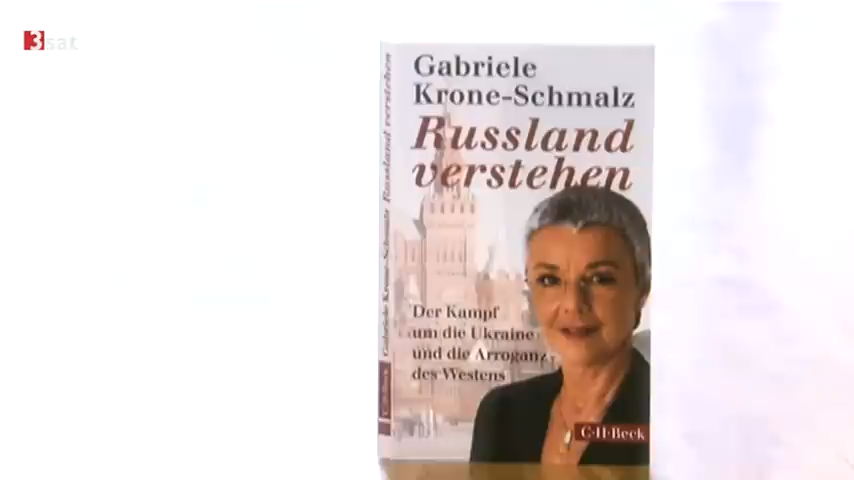 3sat
Gabriele
Krone-Schmalz
Russland
verstehen
Der Kampf
um die Ukraine
und die Arroganz
des Westens
C·H·Beck
Gabriele Krone-Schmalz Russland verstehen
C·H·Beck